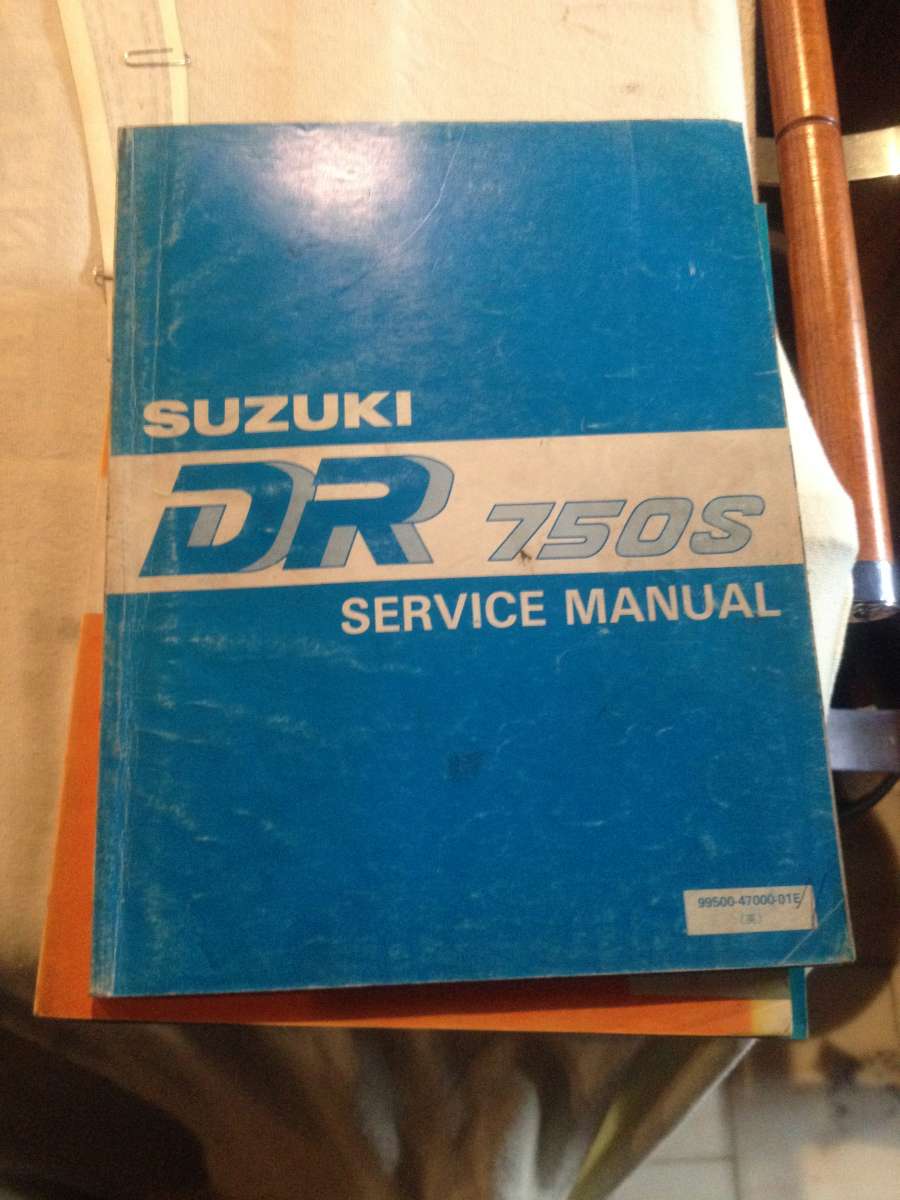 SUZUKI
DR 750S
SERVICE MANUAL
99500-47000-01E
(英)